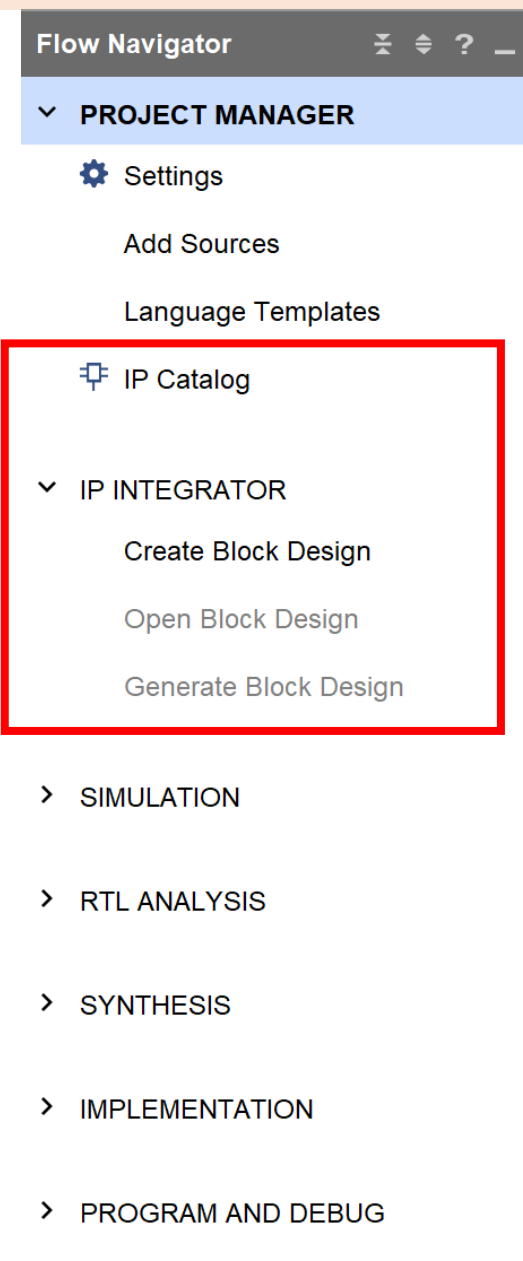 Flow Navigator ?
PROJECT MANAGER
Settings
Add Sources
Language Templates
IP Catalog
IP INTEGRATOR
Create Block Design
Open Block Design
Generate Block Design
SIMULATION
RTL ANALYSIS
SYNTHESIS
IMPLEMENTATION
PROGRAM AND DEBUG